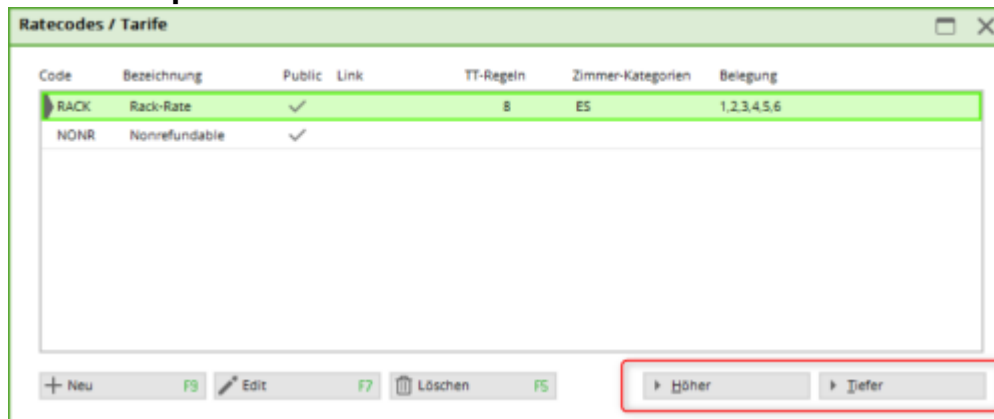 Ratecodes / Tarife
Code Bezeichnung Public Link TT-Regeln Zimmer-Kategorien Belegung
RACK Rack-Rate 8 ES 1,2,3,4,5,6
NONR Nonrefundable
Neu F9 Edit F7 Löschen F5 Höher Tiefer